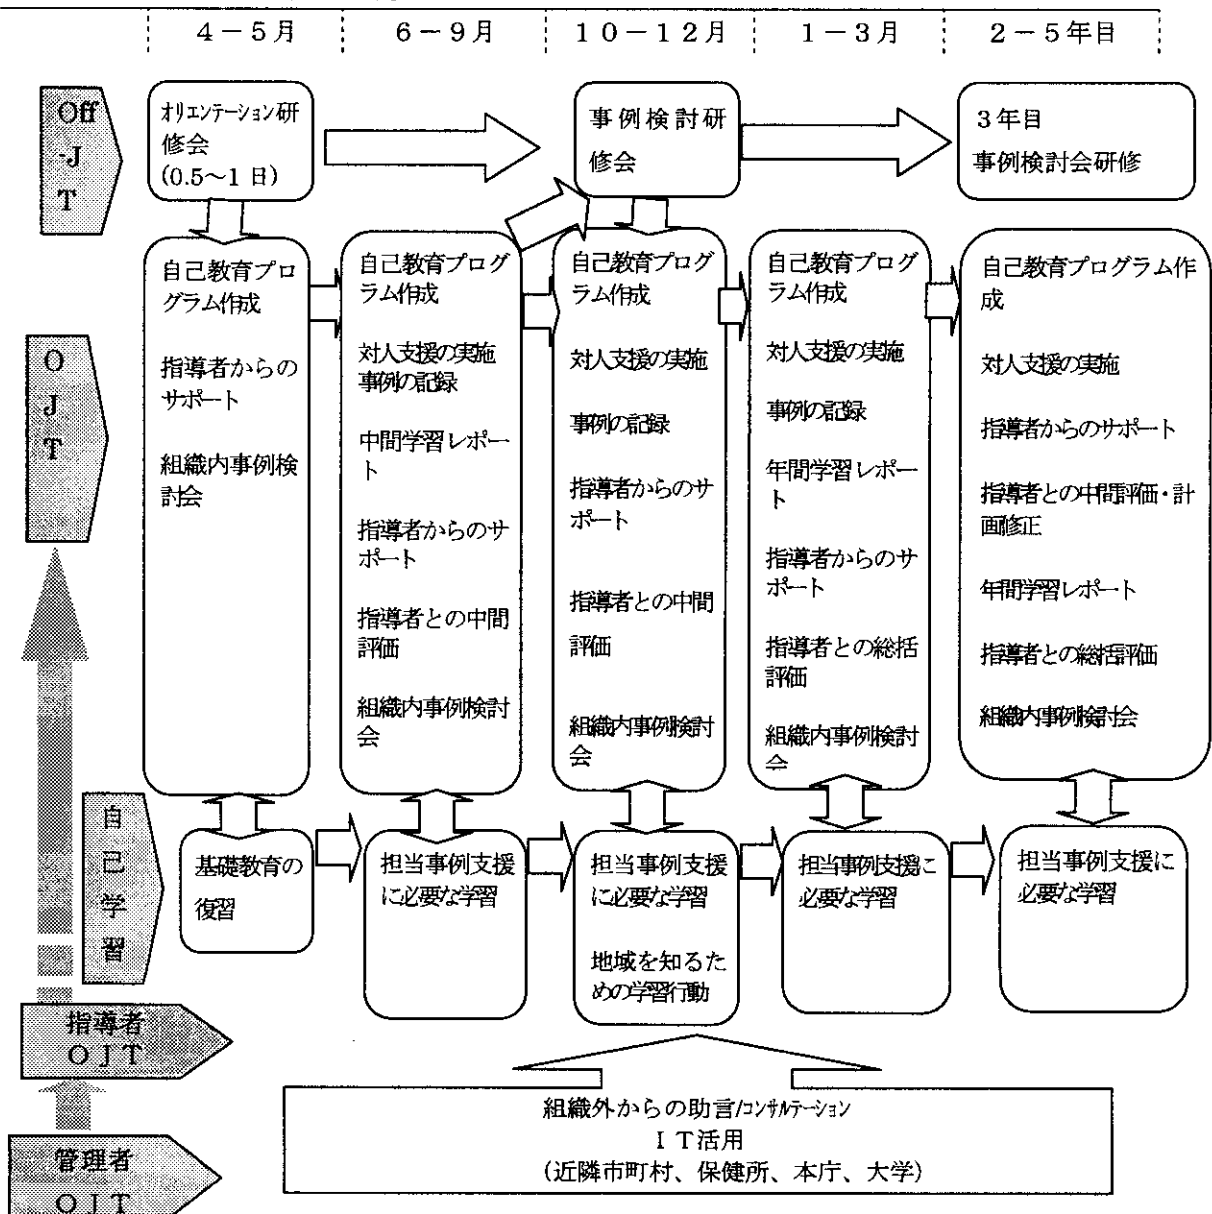 4－5月
6－9月
10－12月
1－3月
2－5年目
Off
-J
T
オリエンテーション研
修会
(0.5～1日)
事例検討研
修会
3年目
事例検討会研修
O
J
T
自己教育プロ
グラム作成
指導者からの
サポート
組織内事例検
討会
自己教育プログ
ラム作成
対人支援の実施
事例の記録
中間学習レポー
ト
指導者からのサ
ポート
指導者との中間
評価
組織内事例検討
会
自己教育プログ
ラム作成
対人支援の実施
事例の記録
指導者からのサ
ポート
指導者との中間
評価
組織内事例検討
会
自己教育プログ
ラム作成
対人支援の実施
事例の記録
年間学習レポー
ト
指導者からのサ
ポート
指導者との総括
評価
組織内事例検討
会
自己教育プログラム作
成
対人支援の実施
指導者からのサポート
指導者との中間評価・計
画修正
年間学習レポート
指導者との総括評価
組織内事例検討会
自
己
学
習
基礎教育の
復習
担当事例支援
に必要な学習
担当事例支援
に必要な学習
地域を知るた
めの学習行動
担当事例支援に
必要な学習
担当事例支援に
必要な学習
指導者
OJT
管理者
OJT
組織外からの助言/コンサルテーション
IT活用
(近隣市町村、保健所、本庁、大学)